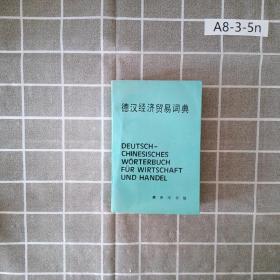 A8-3-5n
德汉经济贸易词典
DEUTSCH-
CHINESISCHES
WÖRTERBUCH
FÜR WIRTSCHAFT
UND HANDEL